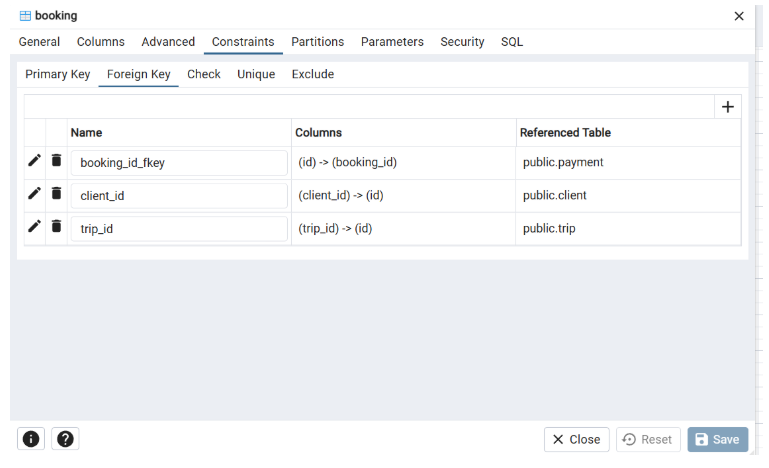 booking
General Columns Advanced Constraints Partitions Parameters Security SQL
Primary Key Foreign Key Check Unique Exclude
Name Columns Referenced Table
booking_id_fkey (id) -> (booking_id) public.payment
client_id (client_id) -> (id) public.client
trip_id (trip_id) -> (id) public.trip
Close Reset Save